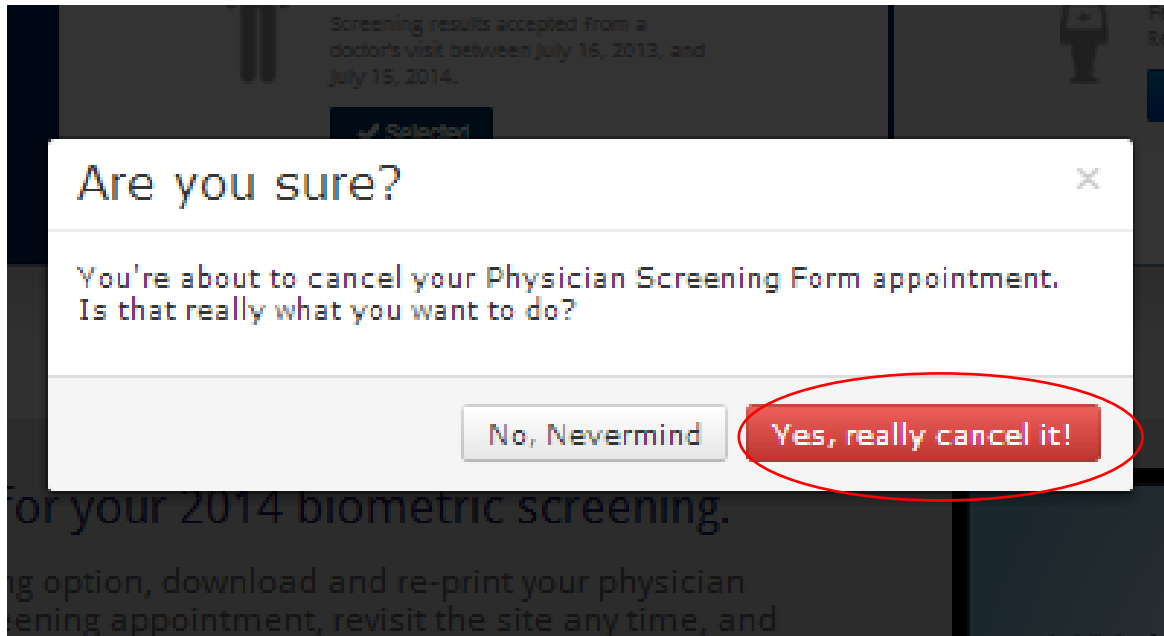 Screening results accepted from a
doctor's visit between July 16, 2013, and
July 15, 2014.
Selected
Are you sure?
×
You're about to cancel your Physician Screening Form appointment.
Is that really what you want to do?
No, Nevermind
Yes, really cancel it!
for your 2014 biometric screening.
option, download and re-print your physician
appointment, revisit the site any time, and